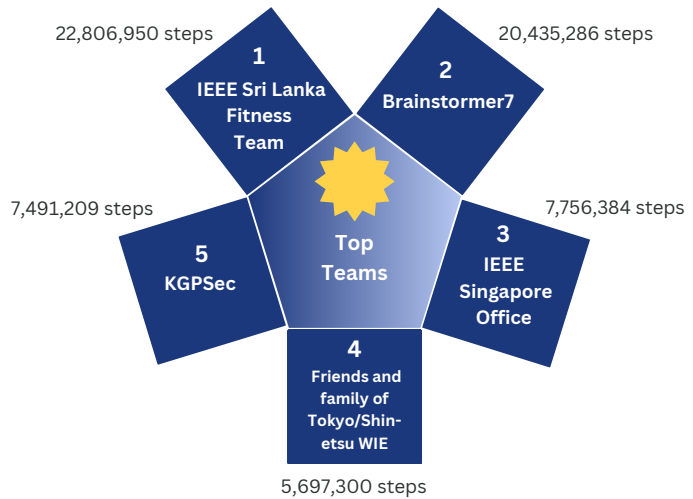 22,806,950 steps
1
IEEE Sri Lanka
Fitness
Team
20,435,286 steps
2
Brainstormer7
7,756,384 steps
3
IEEE
Singapore
Office
4
Friends and
family of
Tokyo/Shin-
etsu WIE
5,697,300 steps
7,491,209 steps
5
KGPSec
Top
Teams